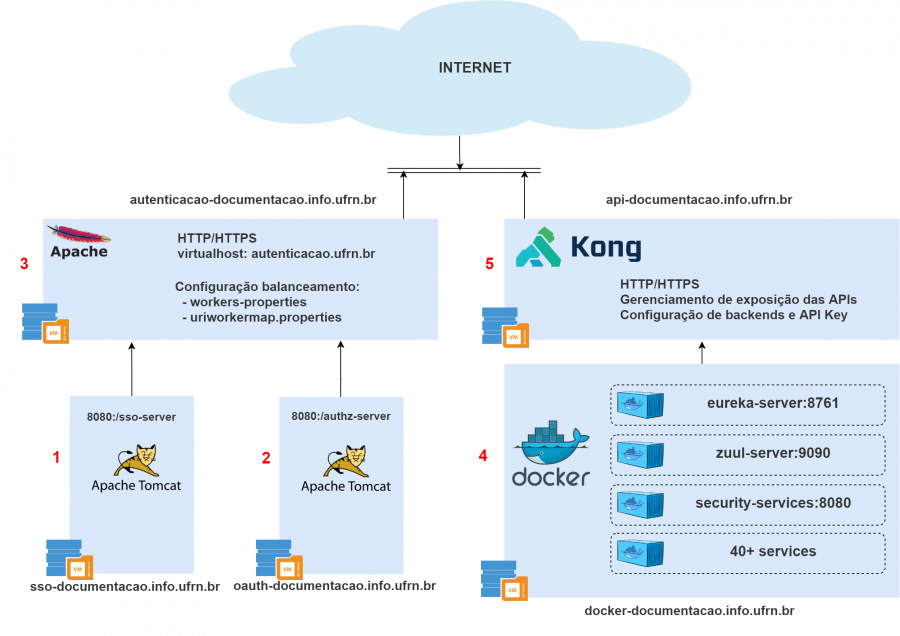 INTERNET
autenticacao-documentacao.info.ufrn.br
3
Apache
HTTP/HTTPS
virtualhost: autenticacao.ufrn.br
Configuração balanceamento:
- workers-properties
- uriworkermap.properties
VM
api-documentacao.info.ufrn.br
5
Kong
HTTP/HTTPS
Gerenciamento de exposição das APIs
Configuração de backends e API Key
VM
1
8080:/sso-server
Apache Tomcat
VM
sso-documentacao.info.ufrn.br
2
8080:/authz-server
Apache Tomcat
VM
oauth-documentacao.info.ufrn.br
4
docker
eureka-server:8761
zuul-server:9090
security-services:8080
40+ services
VM
docker-documentacao.info.ufrn.br